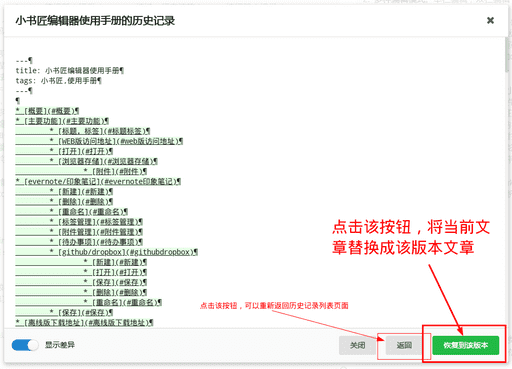 小书匠编辑器使用手册的历史记录
×
---¶
title: 小书匠编辑器使用手册¶
tags: 小书匠,使用手册¶
---¶
¶
* [概要](#概要)¶
* [主要功能](#主要功能)¶
* [标题，标签](#标题标签)¶
* [WEB版访问地址](#web版访问地址)¶
* [打开](#打开)¶
* [浏览器存储](#浏览器存储)¶
* [附件](#附件)¶
* [evernote/印象笔记](#evernote印象笔记)¶
* [新建](#新建)¶
* [删除](#删除)¶
* [重命名](#重命名)¶
* [标签管理](#标签管理)¶
* [附件管理](#附件管理)¶
* [待办事项](#待办事项)¶
* [github/dropbox](#githubdropbox)¶
* [新建](#新建)¶
* [打开](#打开)¶
* [保存](#保存)¶
* [删除](#删除)¶
* [重命名](#重命名)¶
* [保存](#保存)¶
* [离线版下载地址](#离线版下载地址)¶
点击该按钮，将当前文
章替换成该版本文章
点击该按钮，可以重新返回历史记录列表页面
显示差异
关闭
返回
恢复到该版本